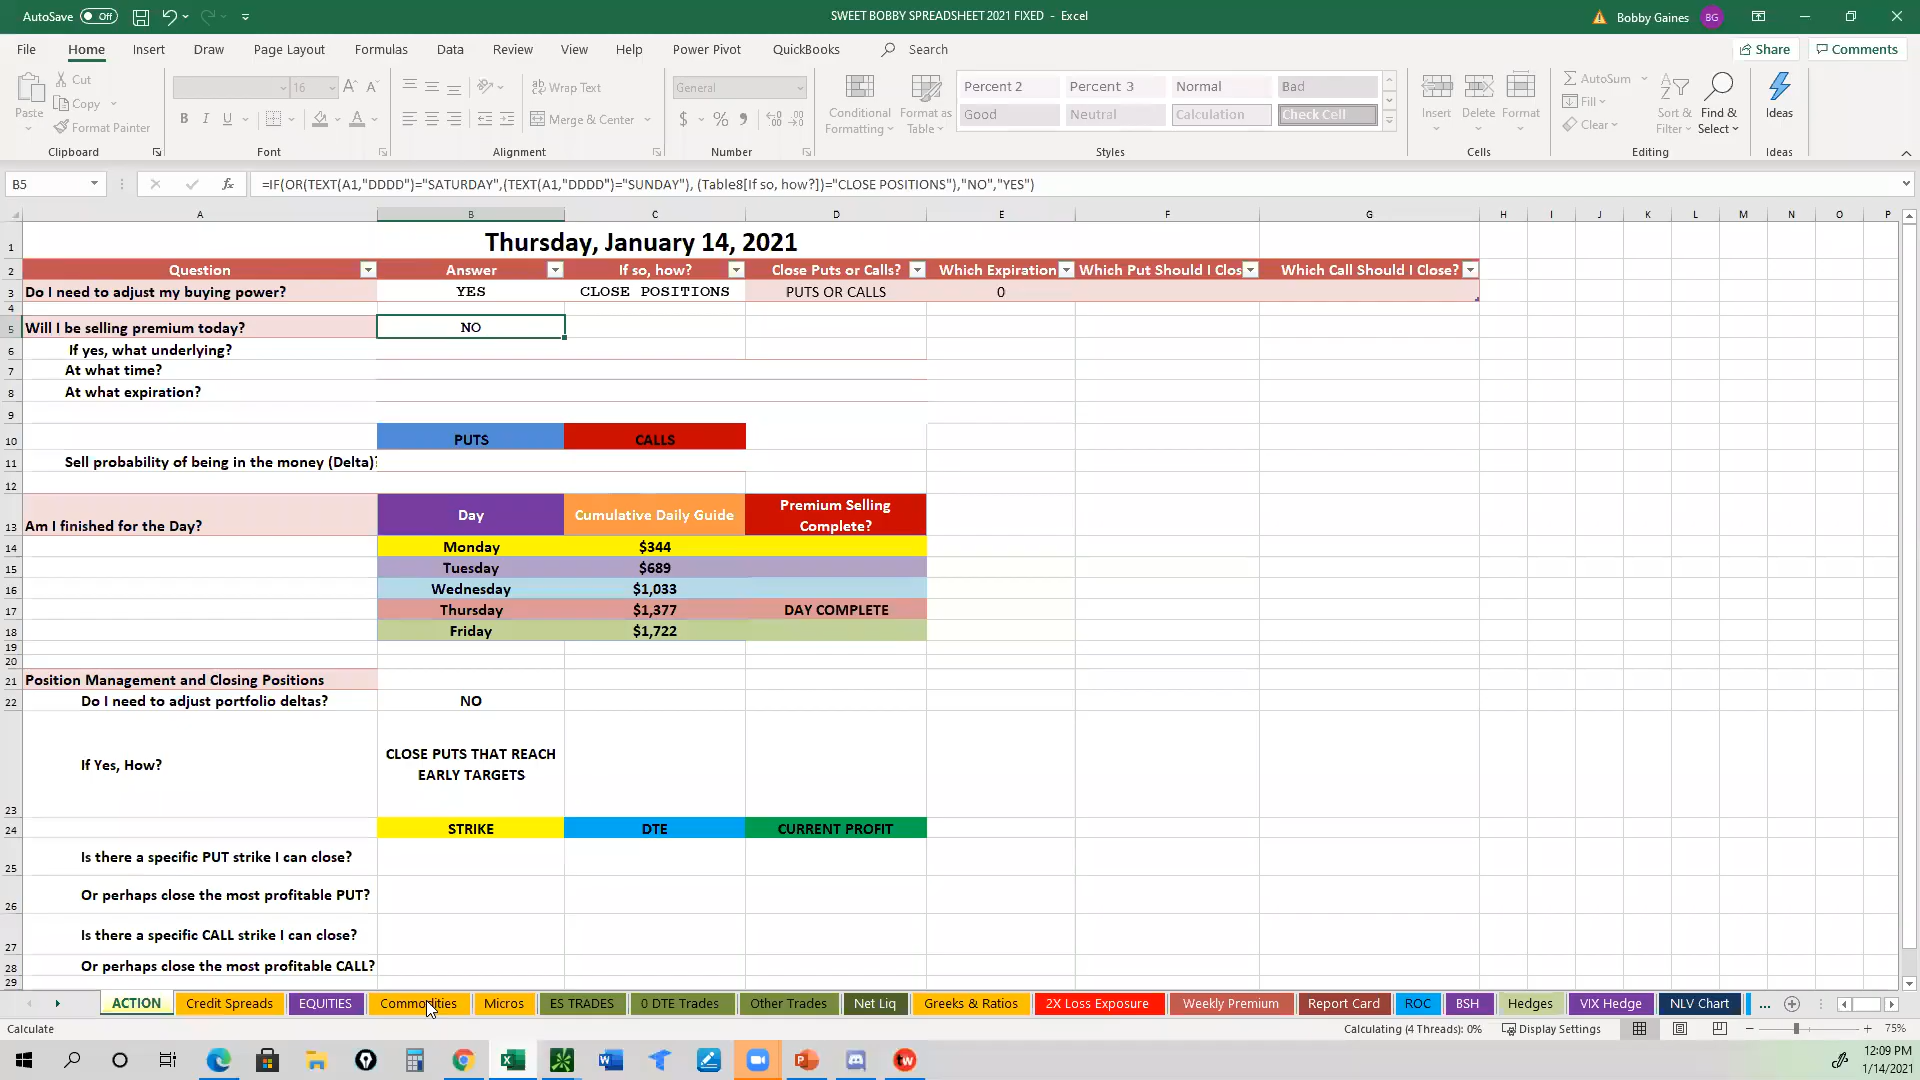 AutoSave Off
SWEET BOBBY SPREADSHEET 2021 FIXED - Excel
Bobby Gaines BG
File Home Insert Draw Page Layout Formulas Data Review View Help Power Pivot QuickBooks Search Share Comments
Paste Cut Copy Format Painter
16
Wrap Text
Merge & Center
General
Conditional Formatting Format as Table
Percent 2 Percent 3 Normal Bad
Good Neutral Calculation Check Cell
Insert Delete Format
AutoSum Fill Clear
Sort & Filter Find & Select
Ideas
Clipboard Font Alignment Number Styles Cells Editing Ideas
B5 fx =IF(OR(TEXT(A1,"DDDD")="SATURDAY",(TEXT(A1,"DDDD")="SUNDAY"), (Table8[If so, how?])="CLOSE POSITIONS"),"NO","YES")
A B C D E F G H I J K L M N O P
1 Thursday, January 14, 2021
2 Question Answer If so, how? Close Puts or Calls? Which Expiration Which Put Should I Clos Which Call Should I Close?
3 Do I need to adjust my buying power? YES CLOSE POSITIONS PUTS OR CALLS 0
4
5 Will I be selling premium today? NO
6 If yes, what underlying?
7 At what time?
8 At what expiration?
9
10 PUTS CALLS
11 Sell probability of being in the money (Delta)?
12
13 Am I finished for the Day? Day Cumulative Daily Guide Premium Selling Complete?
14 Monday $344
15 Tuesday $689
16 Wednesday $1,033
17 Thursday $1,377 DAY COMPLETE
18 Friday $1,722
19
20
21 Position Management and Closing Positions
22 Do I need to adjust portfolio deltas? NO
23 If Yes, How? CLOSE PUTS THAT REACH EARLY TARGETS
24 STRIKE DTE CURRENT PROFIT
25 Is there a specific PUT strike I can close?
26 Or perhaps close the most profitable PUT?
27 Is there a specific CALL strike I can close?
28 Or perhaps close the most profitable CALL?
29
ACTION Credit Spreads EQUITIES Commodities Micros ES TRADES 0 DTE Trades Other Trades Net Liq Greeks & Ratios 2X Loss Exposure Weekly Premium Report Card ROC BSH Hedges VIX Hedge NLV Chart ...
Calculate Calculating (4 Threads): 0% Display Settings 75%
12:09 PM
1/14/2021